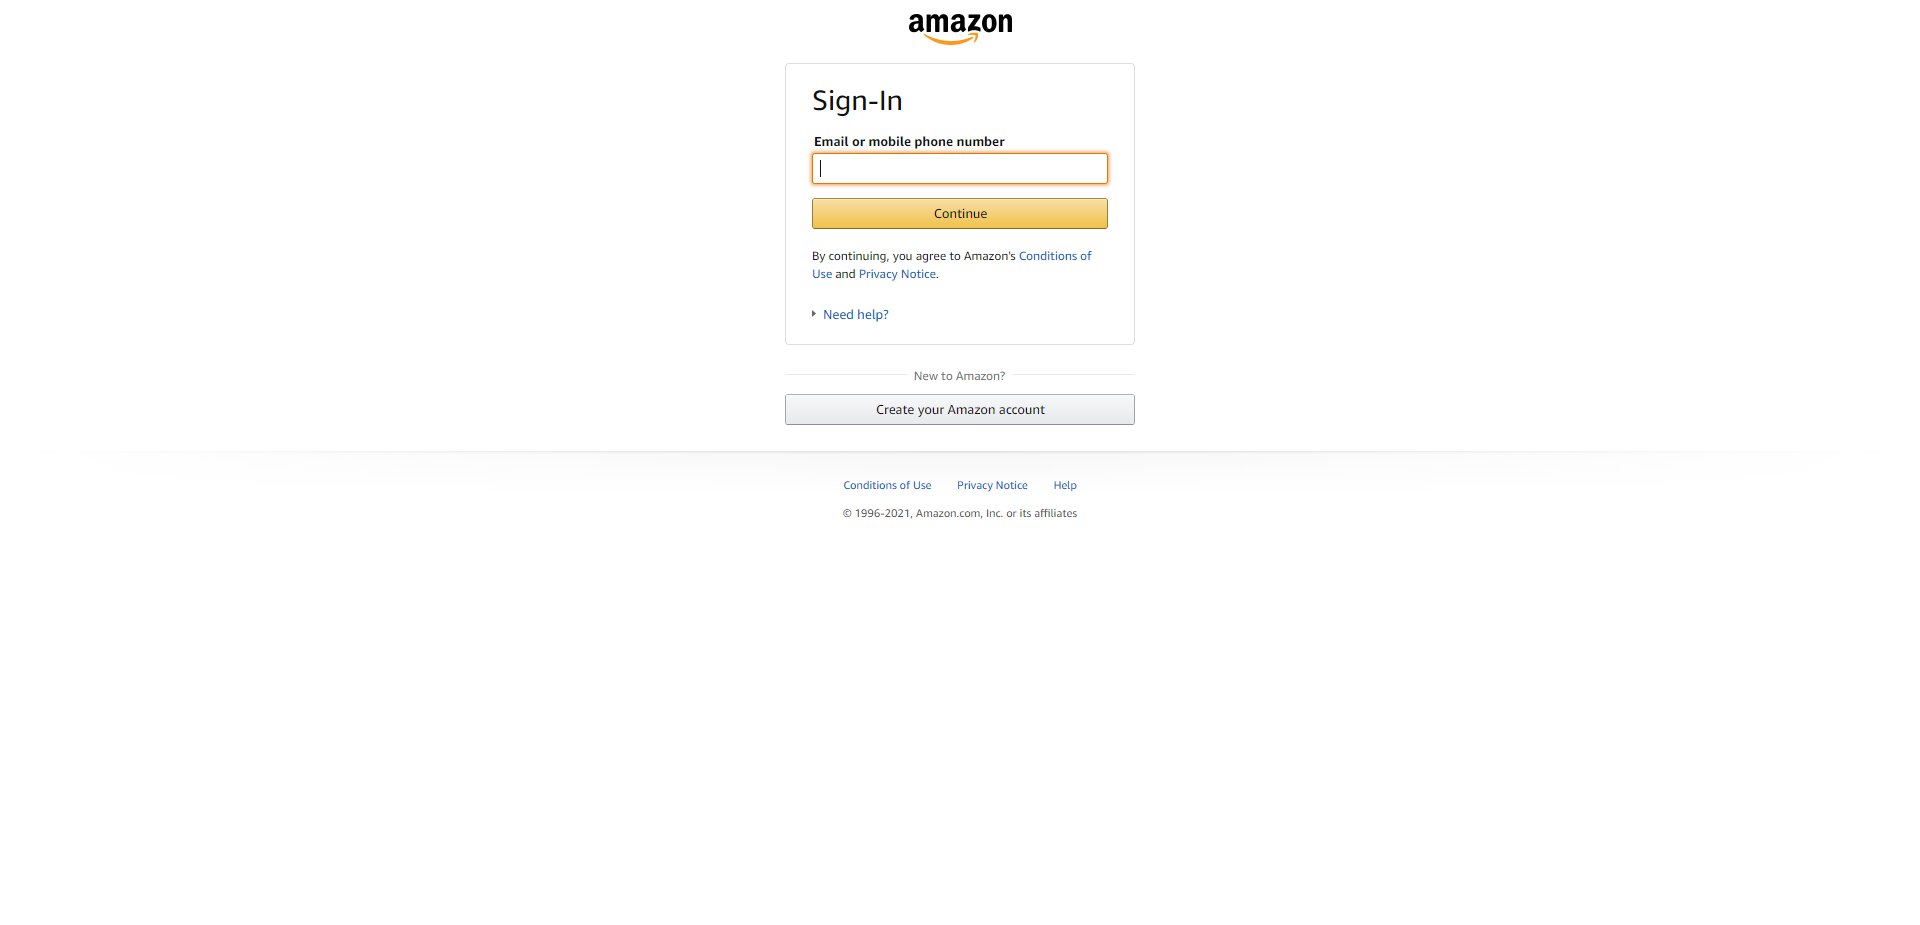 amazon
Sign-In
Email or mobile phone number
Continue
By continuing, you agree to Amazon's Conditions of
Use and Privacy Notice.
Need help?
New to Amazon?
Create your Amazon account
Conditions of Use Privacy Notice Help
© 1996-2021, Amazon.com, Inc. or its affiliates